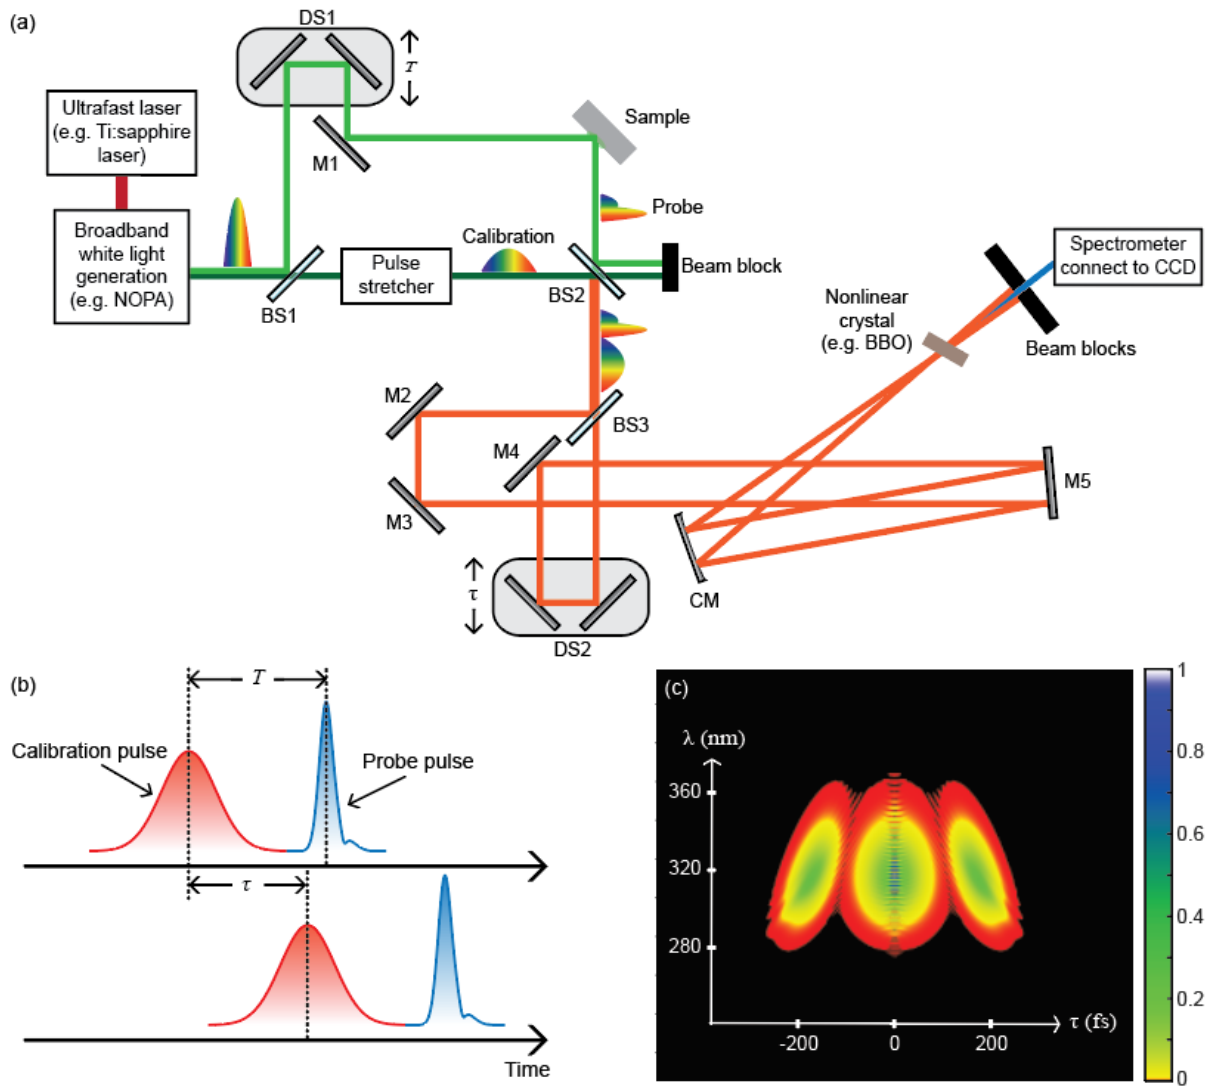 (a)
DS1
T
Ultrafast laser
(e.g. Ti:sapphire
laser)
M1
Sample
Broadband
white light
generation
(e.g. NOPA)
Calibration
Probe
Pulse
stretcher
BS1
BS2
Beam block
Spectrometer
connect to CCD
Nonlinear
crystal
(e.g. BBO)
Beam blocks
M2
BS3
M4
M5
M3
τ
CM
DS2
(b)
T
Calibration pulse
Probe pulse
τ
Time
(c)
λ (nm)
360
320
280
-200
0
200
τ (fs)
1
0.8
0.6
0.4
0.2
0